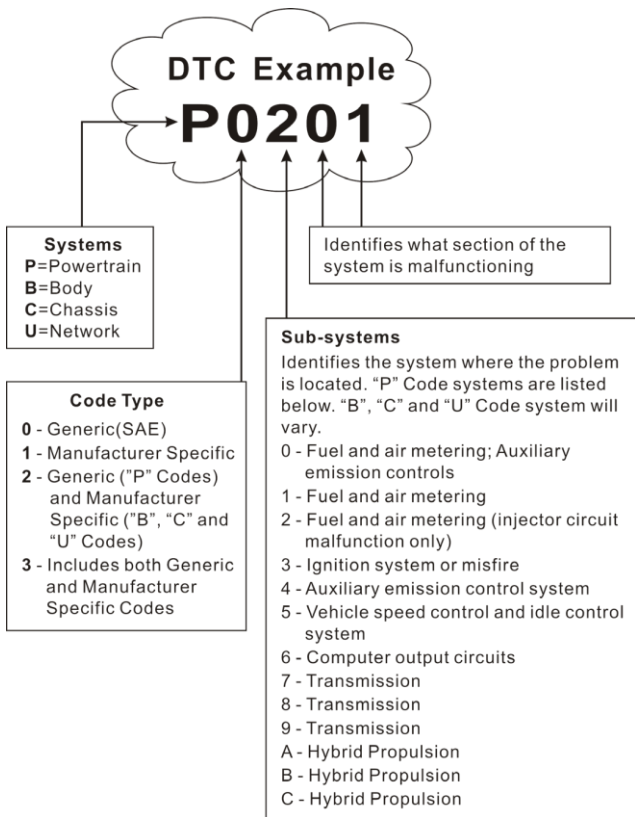 DTC Example
P0201
Systems
P=Powertrain
B=Body
C=Chassis
U=Network
Identifies what section of the
system is malfunctioning
Code Type
0 - Generic(SAE)
1 - Manufacturer Specific
2 - Generic ("P" Codes)
and Manufacturer
Specific ("B", "C" and
"U" Codes)
3 - Includes both Generic
and Manufacturer
Specific Codes
Sub-systems
Identifies the system where the problem
is located. “P” Code systems are listed
below. “B”, “C” and “U” Code system will
vary.
0 - Fuel and air metering; Auxiliary
emission controls
1 - Fuel and air metering
2 - Fuel and air metering (injector circuit
malfunction only)
3 - Ignition system or misfire
4 - Auxiliary emission control system
5 - Vehicle speed control and idle control
system
6 - Computer output circuits
7 - Transmission
8 - Transmission
9 - Transmission
A - Hybrid Propulsion
B - Hybrid Propulsion
C - Hybrid Propulsion